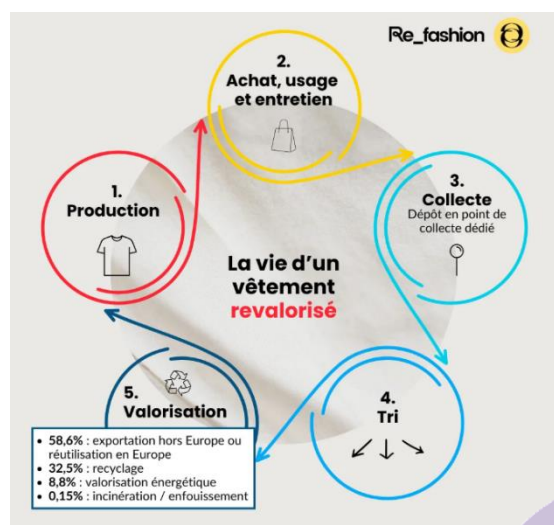 Re_fashion
1.
Production
2.
Achat, usage
et entretien
3.
Collecte
Dépôt en point de
collecte dédié
4.
Tri
5.
Valorisation
• 58,6% : exportation hors Europe ou
réutilisation en Europe
• 32,5% : recyclage
• 8,8% : valorisation énergétique
• 0,15% : incinération / enfouissement
La vie d'un
vêtement
revalorisé